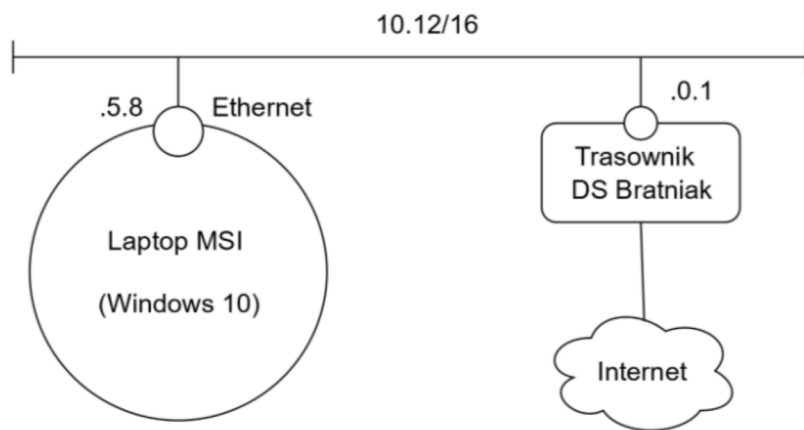 10.12/16
.5.8
Ethernet
.0.1
Trasownik
DS Bratniak
Laptop MSI
(Windows 10)
Internet